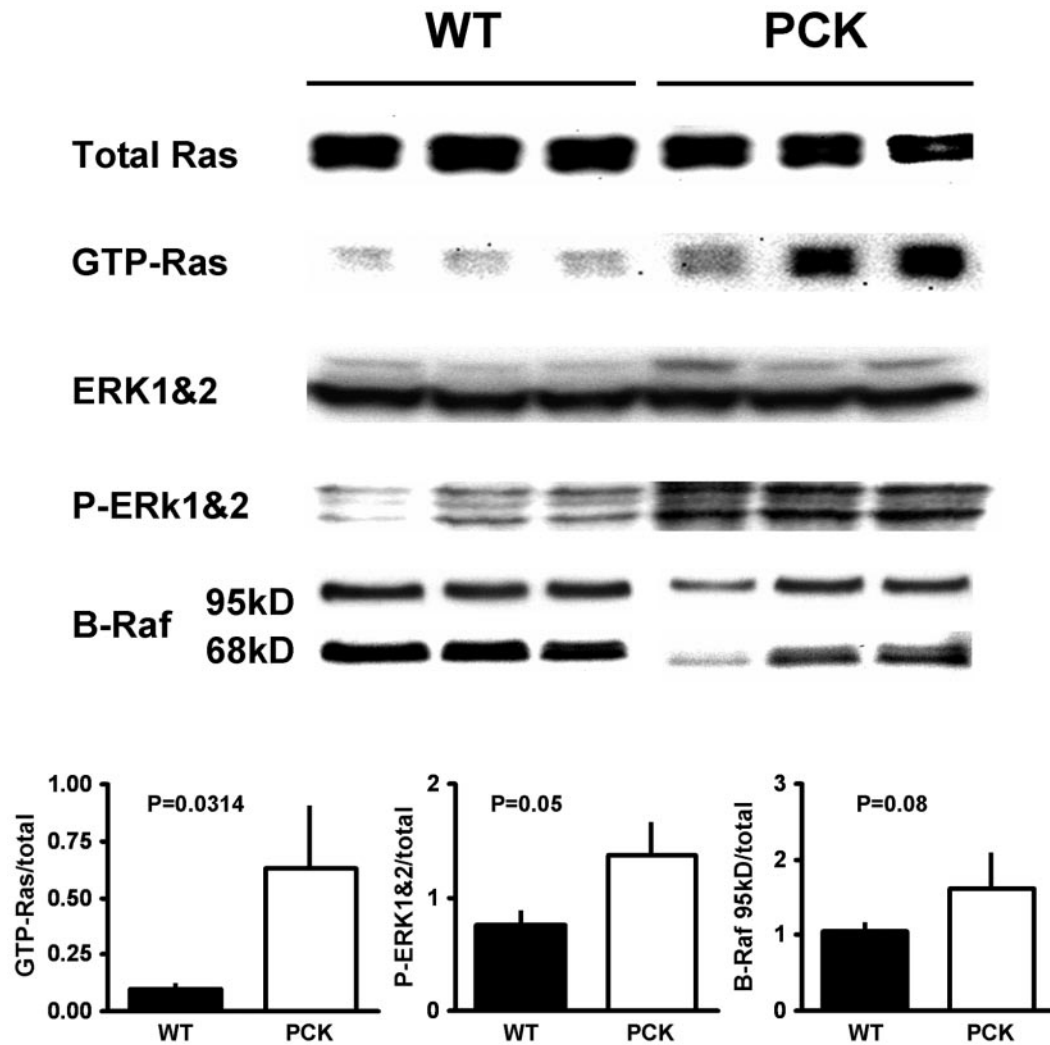 WT PCK
Total Ras
GTP-Ras
ERK1&2
P-ERk1&2
B-Raf 95kD
68kD
1.00
0.75
0.50
0.25
0.00
GTP-Ras/total
P=0.0314
WT PCK
2
1
0
P-ERK1&2/total
P=0.05
WT PCK
3
2
1
0
B-Raf 95kD/total
P=0.08
WT PCK